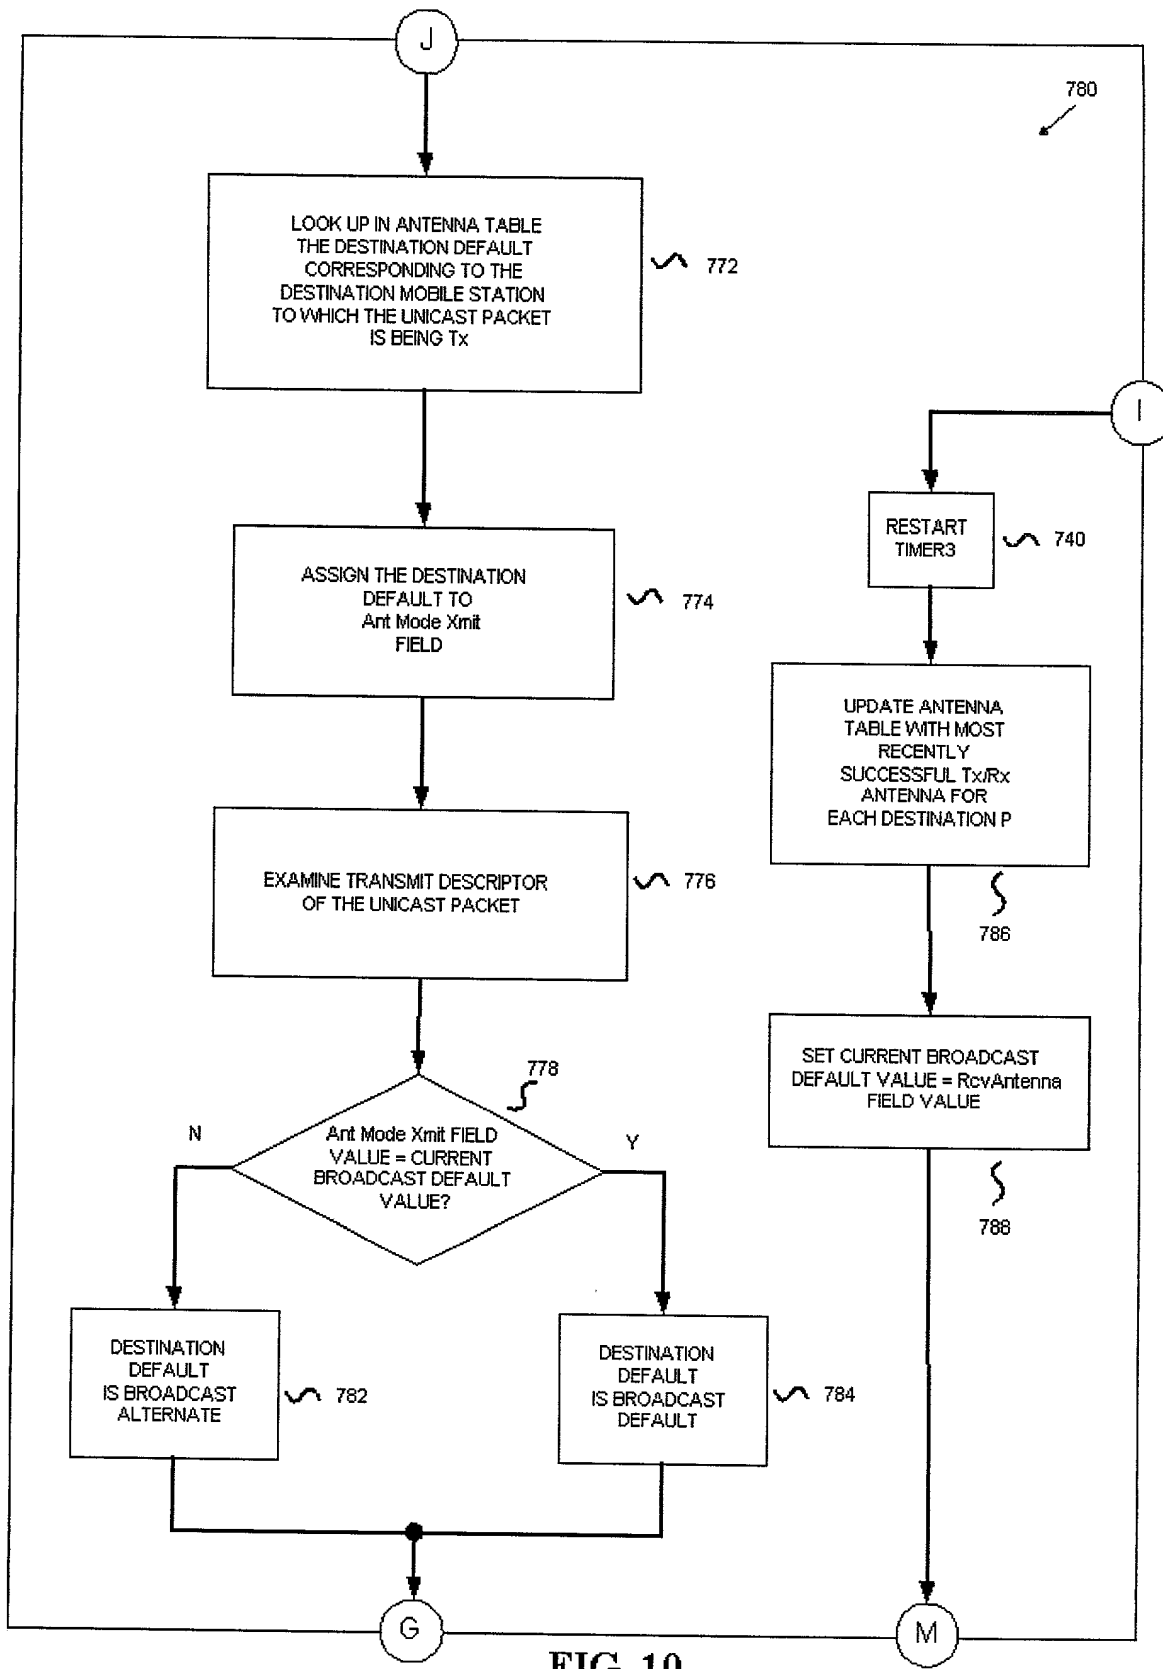 J
780
LOOK UP IN ANTENNA TABLE
THE DESTINATION DEFAULT
CORRESPONDING TO THE
DESTINATION MOBILE STATION
TO WHICH THE UNICAST PACKET
IS BEING Tx
772
I
RESTART
TIMER3
740
ASSIGN THE DESTINATION
DEFAULT TO
Ant Mode Xmit
FIELD
774
UPDATE ANTENNA
TABLE WITH MOST
RECENTLY
SUCCESSFUL Tx/Rx
ANTENNA FOR
EACH DESTINATION P
786
EXAMINE TRANSMIT DESCRIPTOR
OF THE UNICAST PACKET
776
SET CURRENT BROADCAST
DEFAULT VALUE = RcvAntenna
FIELD VALUE
788
778
N
Ant Mode Xmit FIELD
VALUE = CURRENT
BROADCAST DEFAULT
VALUE?
Y
DESTINATION
DEFAULT
IS BROADCAST
ALTERNATE
782
DESTINATION
DEFAULT
IS BROADCAST
DEFAULT
784
G
M
FIG. 10